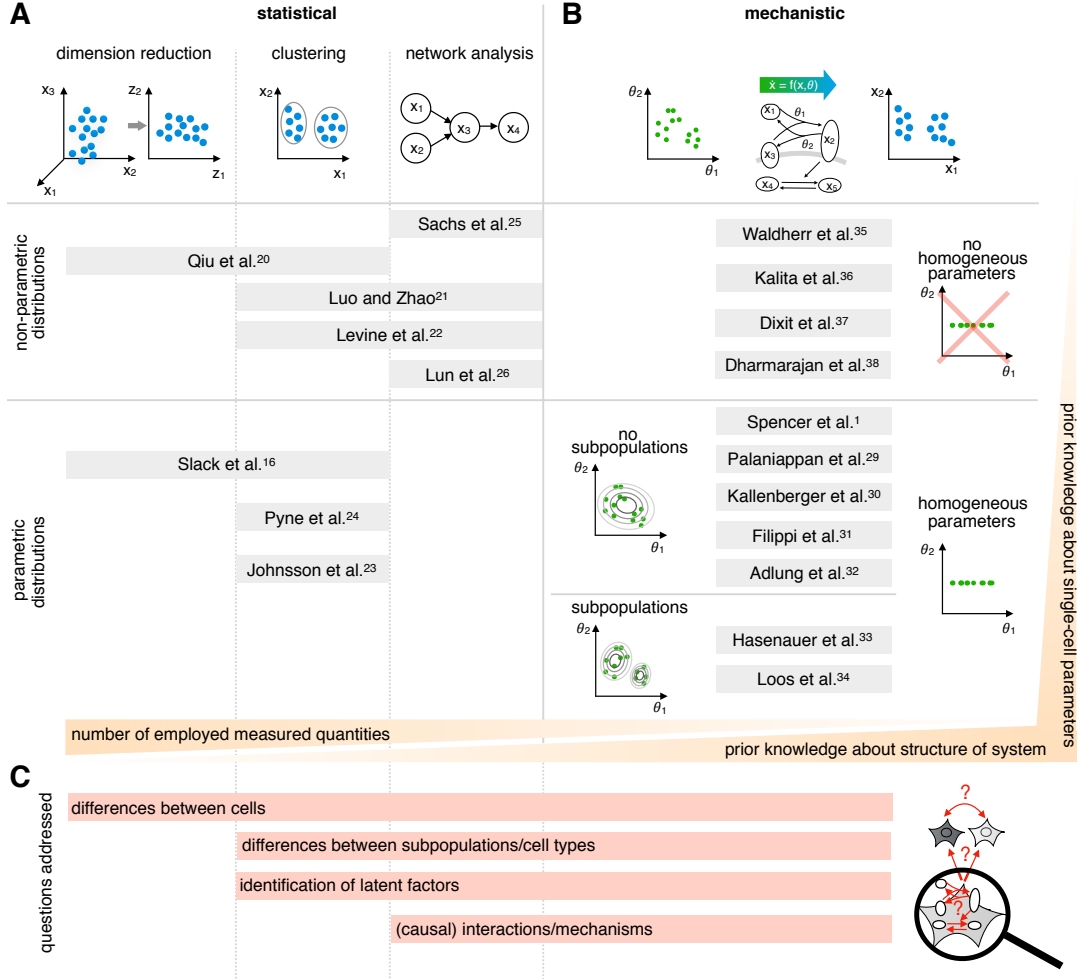 A
statistical
B
mechanistic
dimension reduction
clustering
network analysis
x3
x2
x1
z2
z1
x2
x1
x1
x2
x3
x4
θ2
θ1
ẋ = f(x,θ)
x1
θ1
x2
θ2
x3
x4
x5
x2
x1
non-parametric
distributions
Sachs et al.25
Qiu et al.20
Luo and Zhao21
Levine et al.22
Lun et al.26
Waldherr et al.35
Kalita et al.36
Dixit et al.37
Dharmarajan et al.38
no
homogeneous
parameters
θ2
θ1
parametric
distributions
Slack et al.16
Pyne et al.24
Johnsson et al.23
no
subpopulations
θ2
θ1
Spencer et al.1
Palaniappan et al.29
Kallenberger et al.30
Filippi et al.31
Adlung et al.32
homogeneous
parameters
θ2
θ1
subpopulations
θ2
θ1
Hasenauer et al.33
Loos et al.34
prior knowledge about single-cell parameters
number of employed measured quantities
prior knowledge about structure of system
C
questions addressed
differences between cells
differences between subpopulations/cell types
identification of latent factors
(causal) interactions/mechanisms
?
?
?